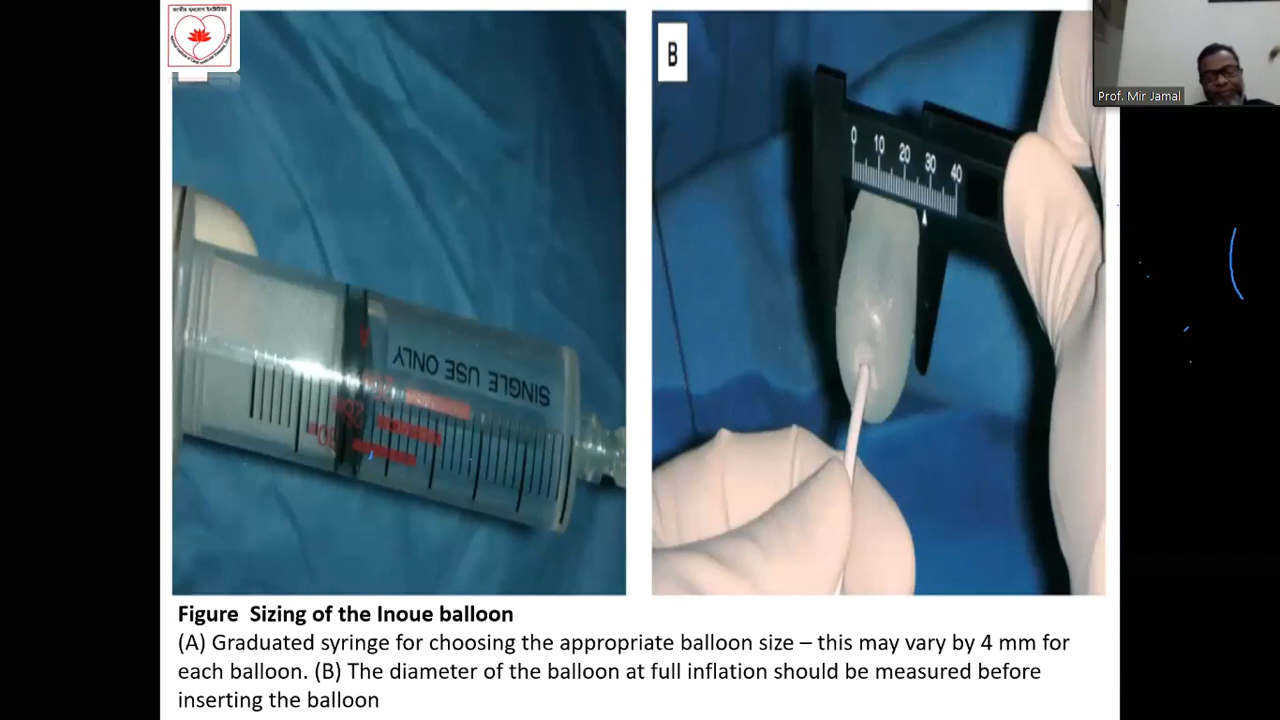 Prof. Mir Jamal
B
0 10 20 30 40
SINGLE USE ONLY
Figure Sizing of the Inoue balloon
(A) Graduated syringe for choosing the appropriate balloon size – this may vary by 4 mm for
each balloon. (B) The diameter of the balloon at full inflation should be measured before
inserting the balloon